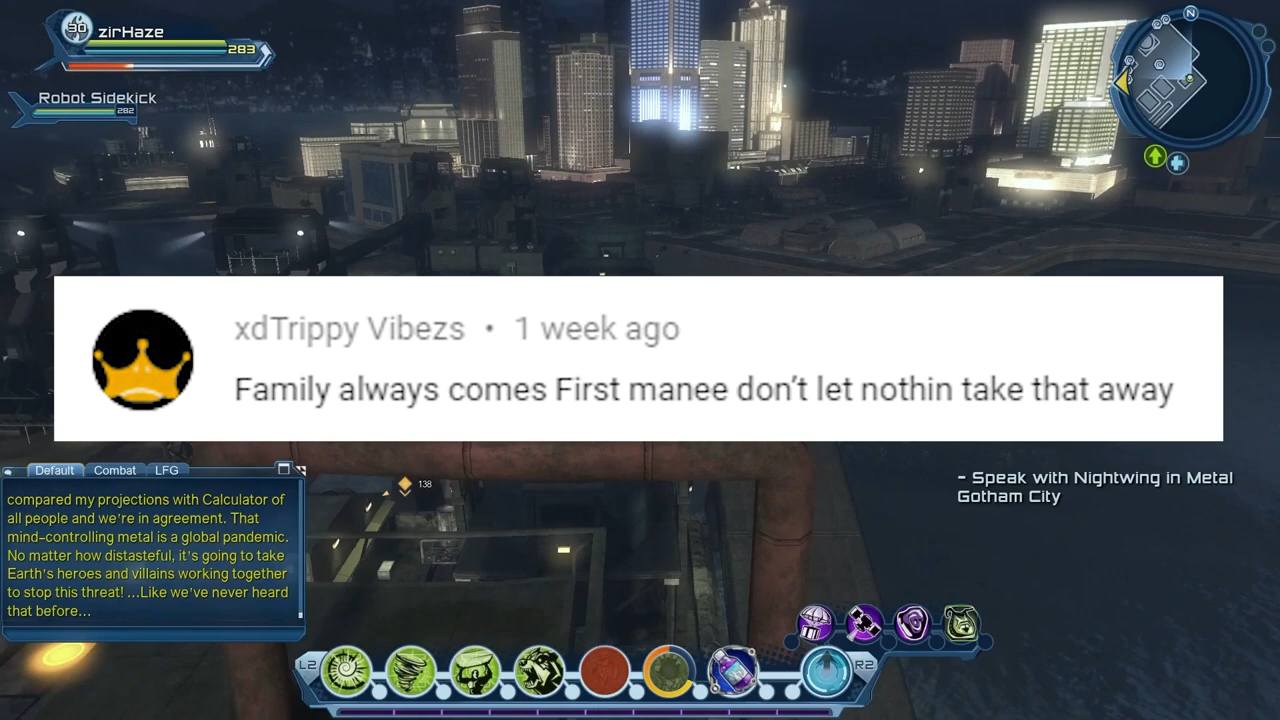 30
zirHaze
283
Robot Sidekick
282
N
xdTrippy Vibezs • 1 week ago
Family always comes First manee don't let nothin take that away
Default Combat LFG
compared my projections with Calculator of
all people and we're in agreement. That
mind-controlling metal is a global pandemic.
No matter how distasteful, it's going to take
Earth's heroes and villains working together
to stop this threat! ...Like we've never heard
that before...
138
- Speak with Nightwing in Metal
Gotham City
L2
R2